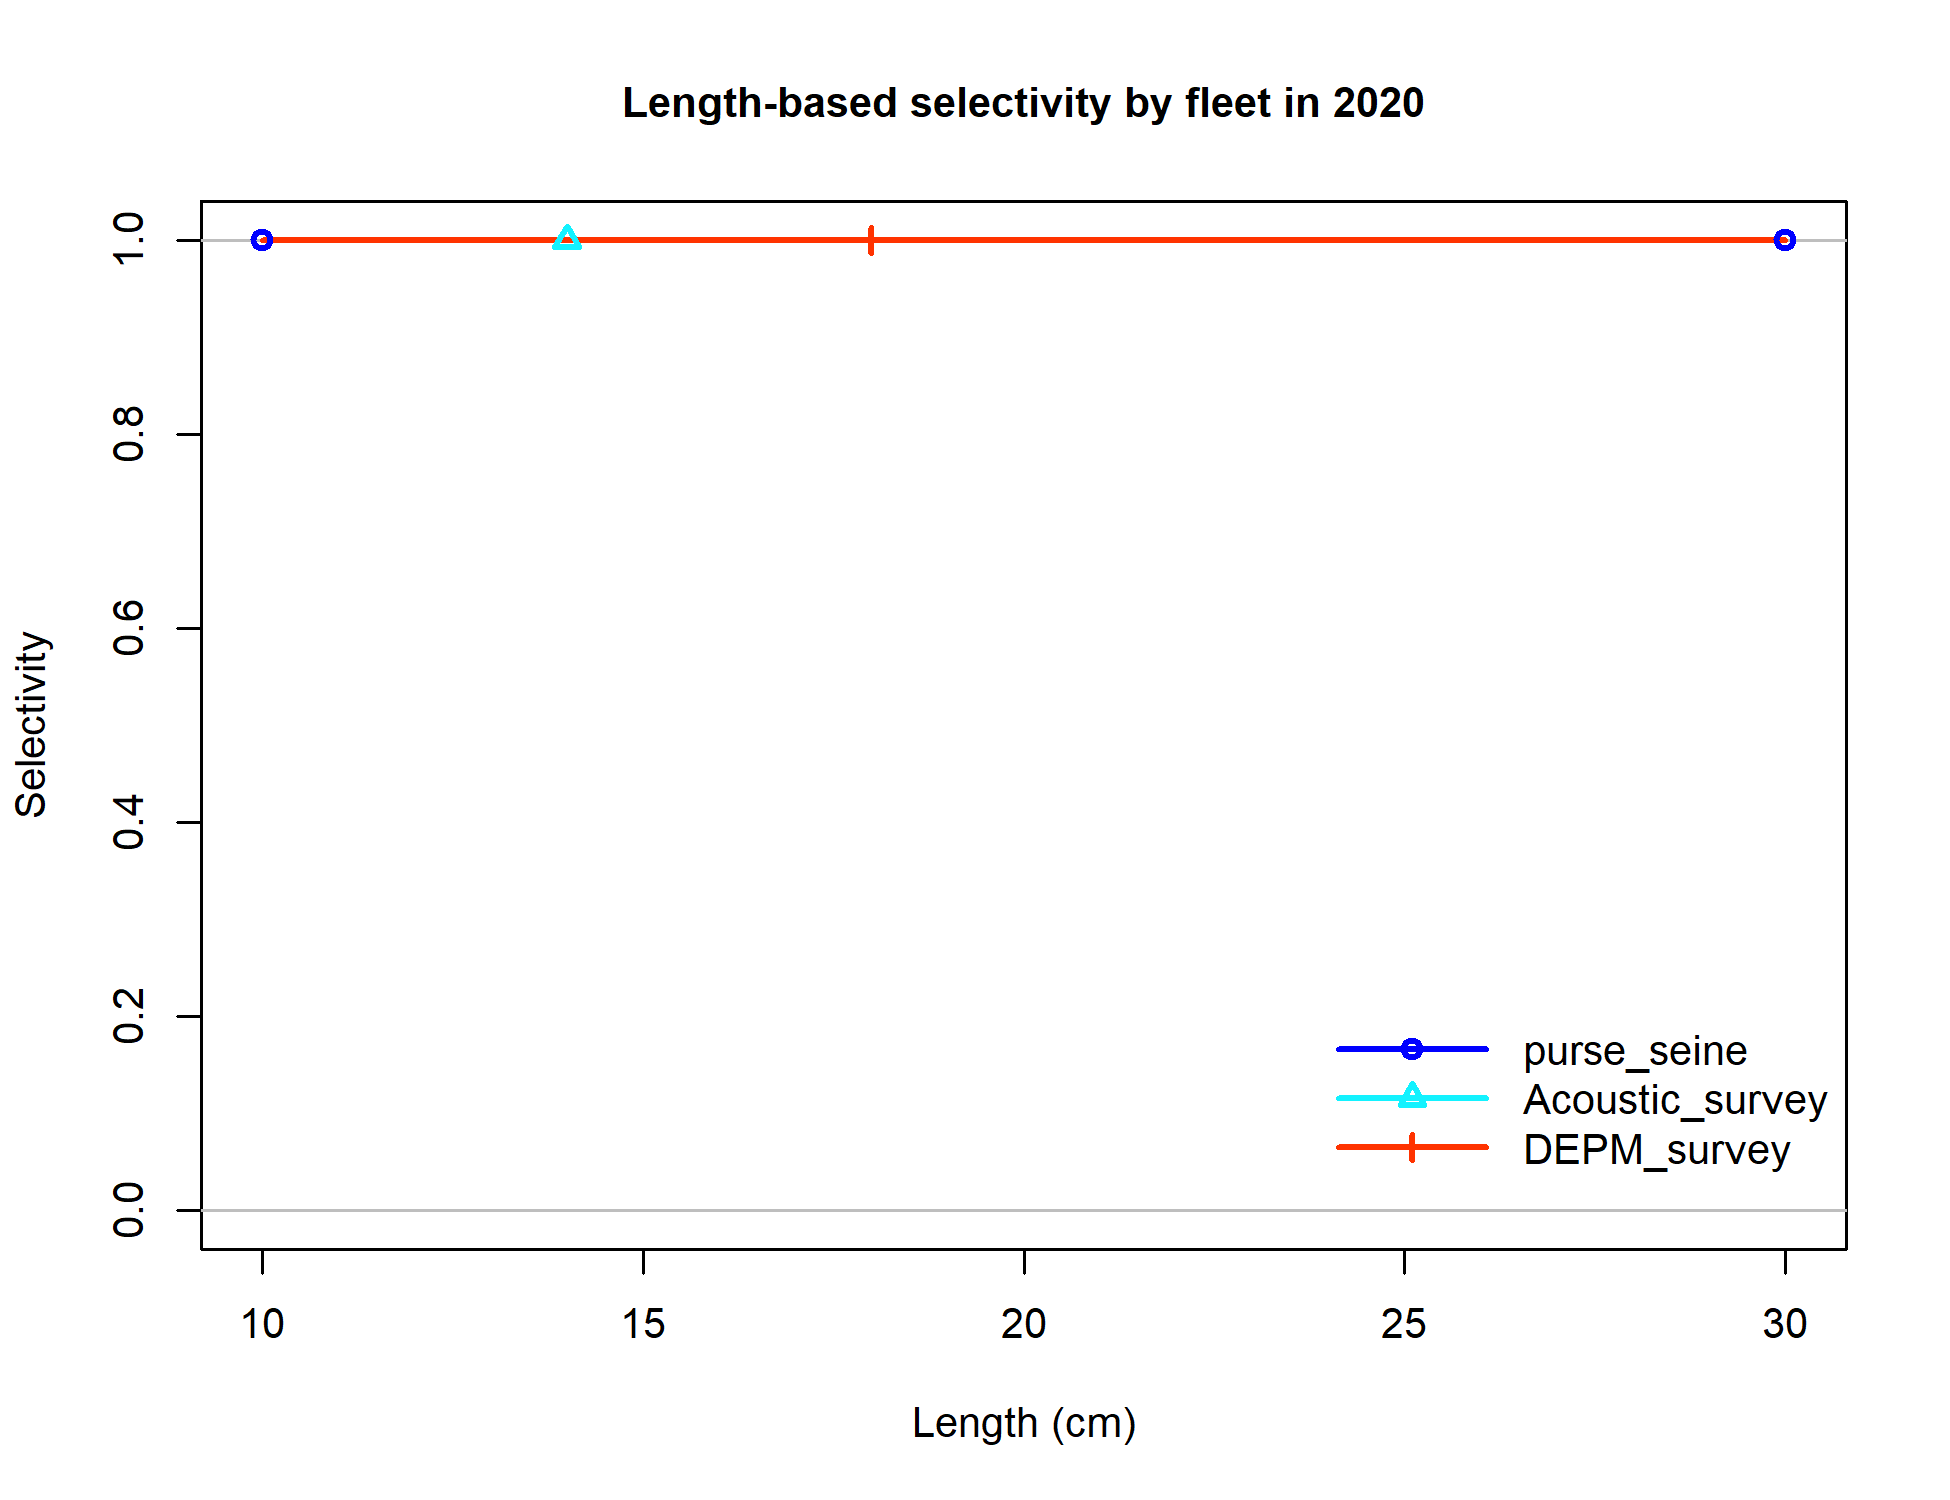 Length-based selectivity by fleet in 2020
Selectivity
1.0
0.8
0.6
0.4
0.2
0.0
purse_seine
Acoustic_survey
DEPM_survey
10 15 20 25 30
Length (cm)